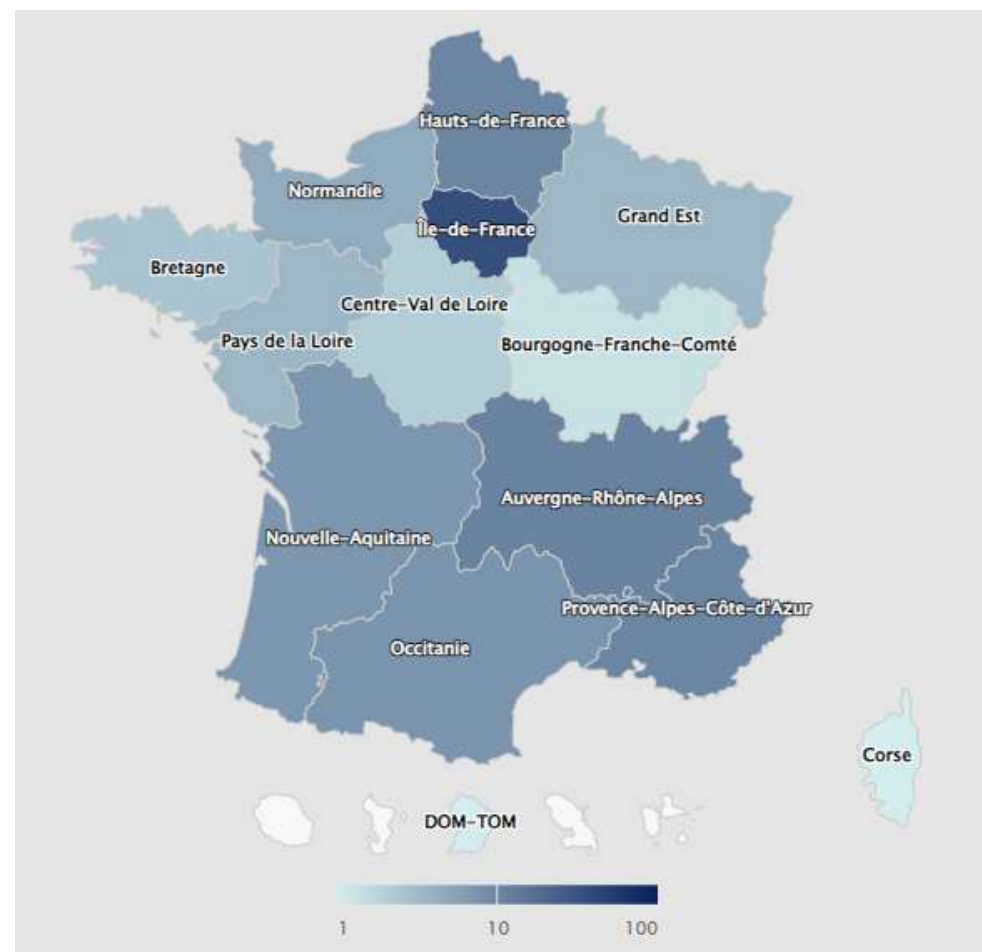 Hauts-de-France
Normandie
Grand Est
Île-de-France
Bretagne
Centre-Val de Loire
Pays de la Loire
Bourgogne-Franche-Comté
Auvergne-Rhône-Alpes
Nouvelle-Aquitaine
Provence-Alpes-Côte-d'Azur
Occitanie
Corse
DOM-TOM
1 10 100